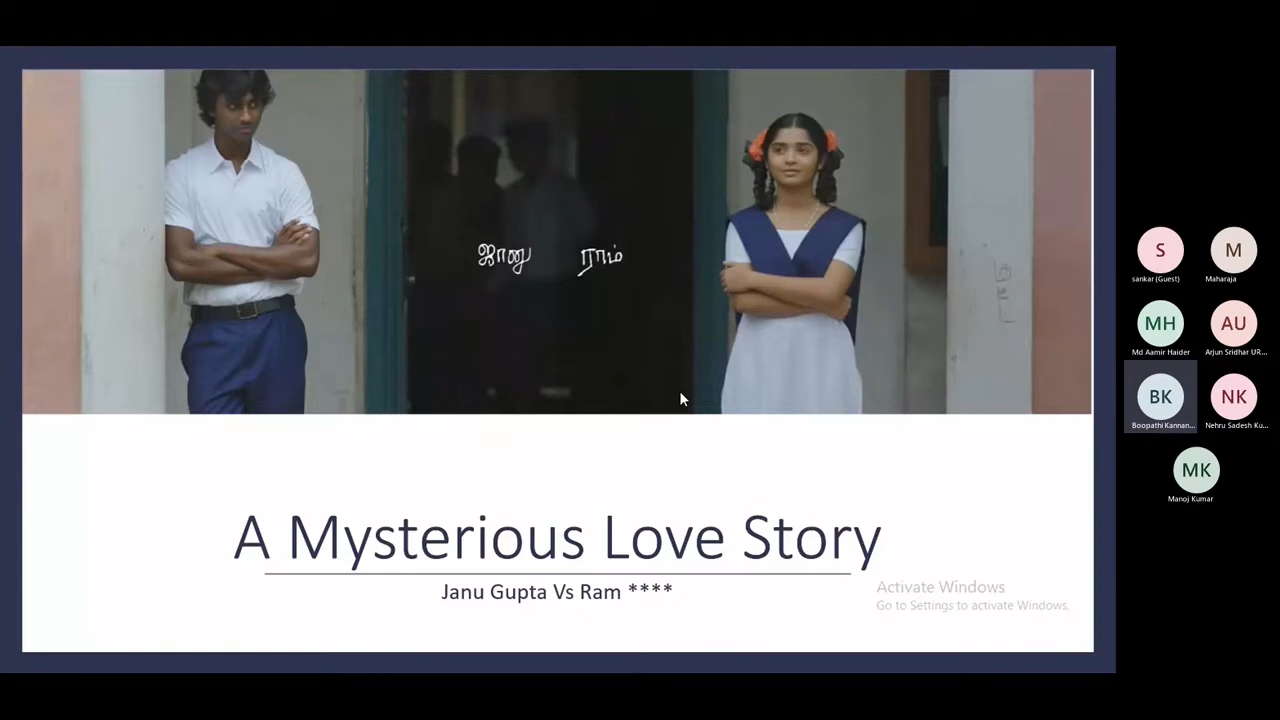 ஜானு ராம்
A Mysterious Love Story
Janu Gupta Vs Ram ****
Activate Windows
Go to Settings to activate Windows.
S M
sankar (Guest) Maharaja
MH AU
Md Aamir Haider Arjun Sridhar UR...
BK NK
Boopathi Kannan... Nehru Sadesh Ku...
MK
Manoj Kumar